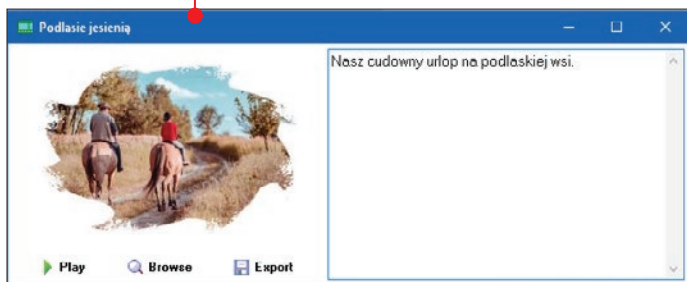 Podlasie jesienią
Nasz cudowny urlop na podlaskiej wsi.
Play Browse Export